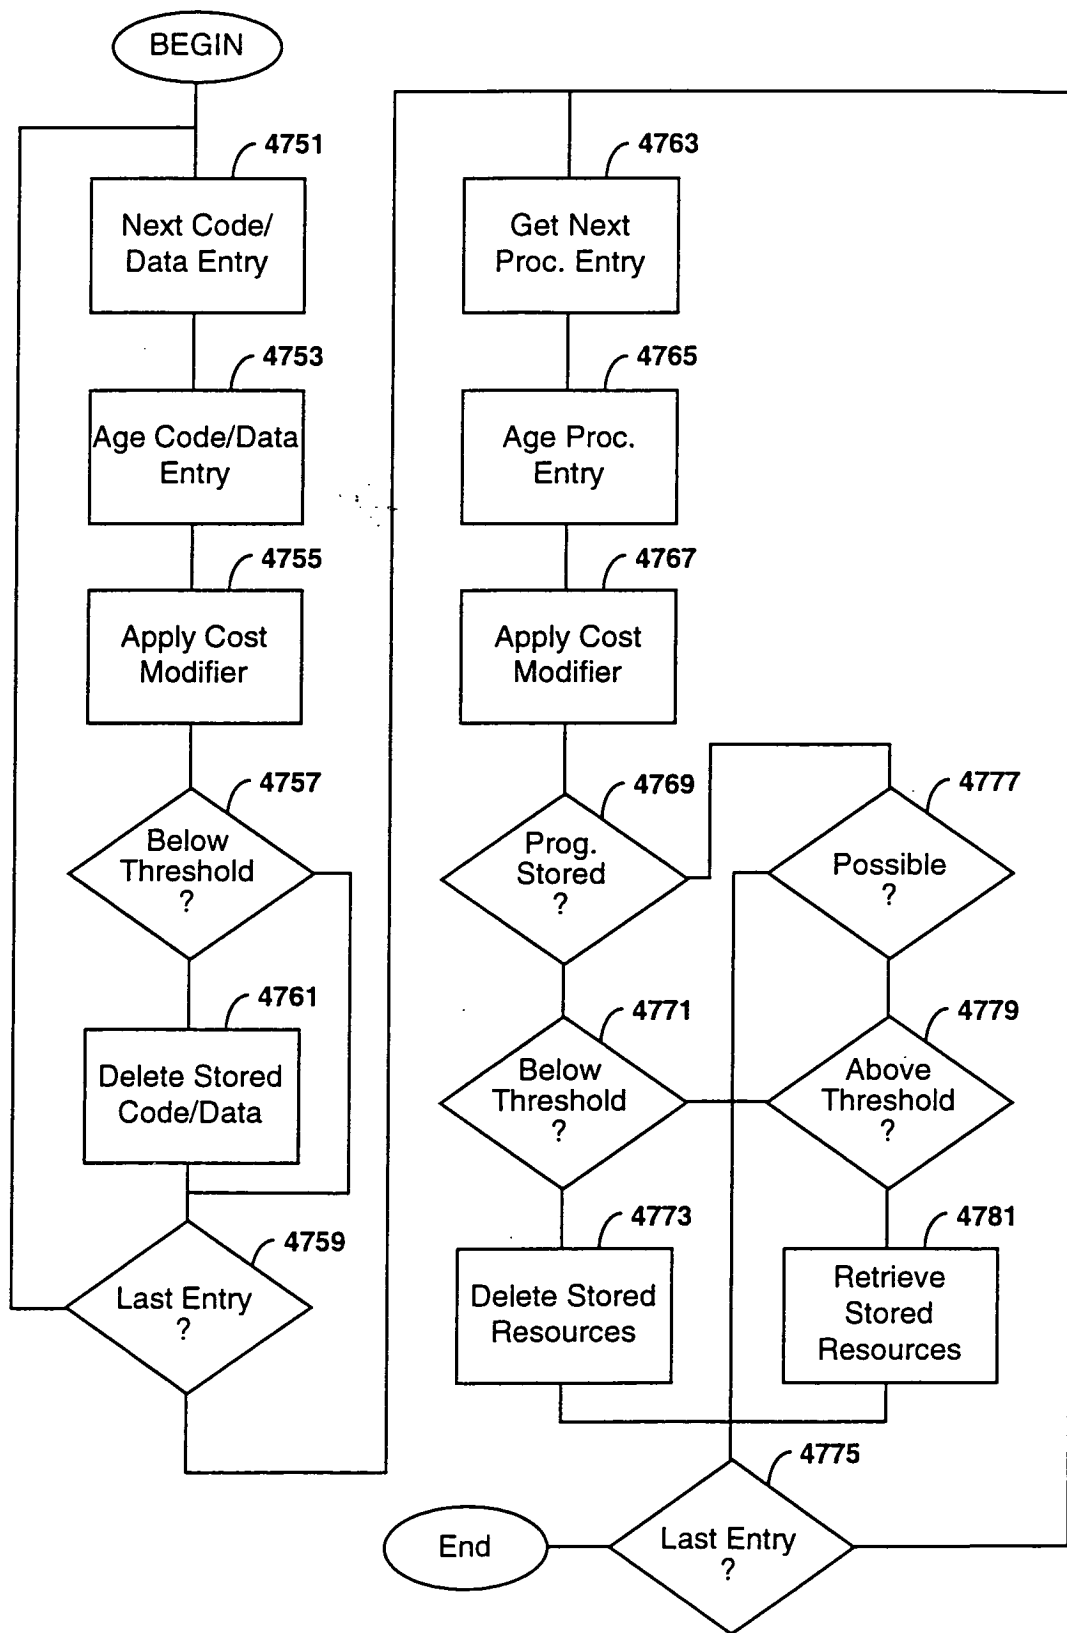 BEGIN
4751
Next Code/
Data Entry
4753
Age Code/Data
Entry
4755
Apply Cost
Modifier
4757
Below
Threshold
?
4761
Delete Stored
Code/Data
4759
Last Entry
?
4763
Get Next
Proc. Entry
4765
Age Proc.
Entry
4767
Apply Cost
Modifier
4769
Prog.
Stored
?
4777
Possible
?
4771
Below
Threshold
?
4779
Above
Threshold
?
4773
Delete Stored
Resources
4781
Retrieve
Stored
Resources
4775
Last Entry
?
End